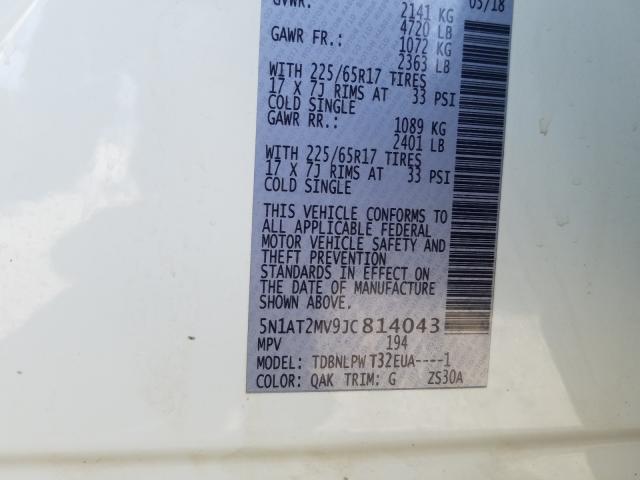 GVWR: 2141 KG 05/18
4720 LB
GAWR FR.: 1072 KG
2363 LB
WITH 225/65R17 TIRES
17 X 7J RIMS AT 33 PSI
COLD SINGLE
GAWR RR.: 1089 KG
2401 LB
WITH 225/65R17 TIRES
17 X 7J RIMS AT 33 PSI
COLD SINGLE
THIS VEHICLE CONFORMS TO
ALL APPLICABLE FEDERAL
MOTOR VEHICLE SAFETY AND
THEFT PREVENTION
STANDARDS IN EFFECT ON
THE DATE OF MANUFACTURE
SHOWN ABOVE.
5N1AT2MV9JC814043
MPV 194
MODEL: TDBNLPW T32EUA----1
COLOR: QAK TRIM: G ZS30A